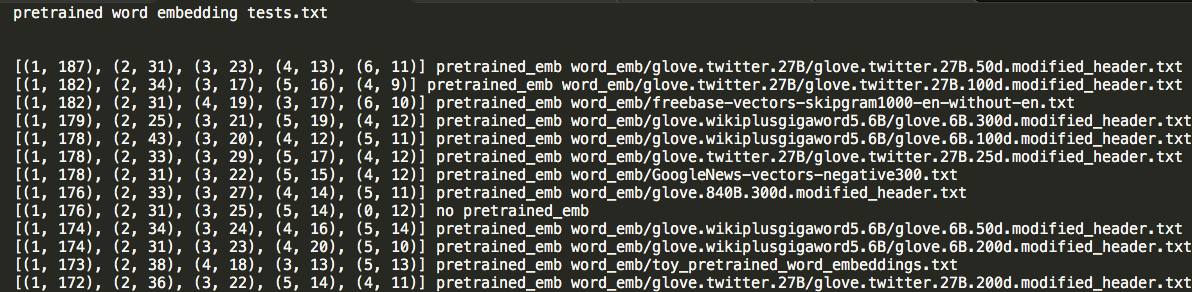 pretrained word embedding tests.txt
[(1, 187), (2, 31), (3, 23), (4, 13), (6, 11)] pretrained_emb word_emb/glove.twitter.27B/glove.twitter.27B.50d.modified_header.txt
[(1, 182), (2, 34), (3, 17), (5, 16), (4, 9)] pretrained_emb word_emb/glove.twitter.27B/glove.twitter.27B.100d.modified_header.txt
[(1, 182), (2, 31), (4, 19), (3, 17), (6, 10)] pretrained_emb word_emb/freebase-vectors-skipgram1000-en-without-en.txt
[(1, 179), (2, 25), (3, 21), (5, 19), (4, 12)] pretrained_emb word_emb/glove.wikiplusgigaword5.6B/glove.6B.300d.modified_header.txt
[(1, 178), (2, 43), (3, 20), (4, 12), (5, 11)] pretrained_emb word_emb/glove.wikiplusgigaword5.6B/glove.6B.100d.modified_header.txt
[(1, 178), (2, 33), (3, 29), (5, 17), (4, 12)] pretrained_emb word_emb/glove.twitter.27B/glove.twitter.27B.25d.modified_header.txt
[(1, 178), (2, 31), (3, 22), (5, 15), (4, 12)] pretrained_emb word_emb/GoogleNews-vectors-negative300.txt
[(1, 176), (2, 33), (3, 27), (4, 14), (5, 11)] pretrained_emb word_emb/glove.840B.300d.modified_header.txt
[(1, 176), (2, 31), (3, 25), (5, 14), (0, 12)] no pretrained_emb
[(1, 174), (2, 34), (3, 24), (4, 16), (5, 14)] pretrained_emb word_emb/glove.wikiplusgigaword5.6B/glove.6B.50d.modified_header.txt
[(1, 174), (2, 31), (3, 23), (4, 20), (5, 10)] pretrained_emb word_emb/glove.wikiplusgigaword5.6B/glove.6B.200d.modified_header.txt
[(1, 173), (2, 38), (4, 18), (3, 13), (5, 13)] pretrained_emb word_emb/toy_pretrained_word_embeddings.txt
[(1, 172), (2, 36), (3, 22), (5, 14), (4, 11)] pretrained_emb word_emb/glove.twitter.27B/glove.twitter.27B.200d.modified_header.txt